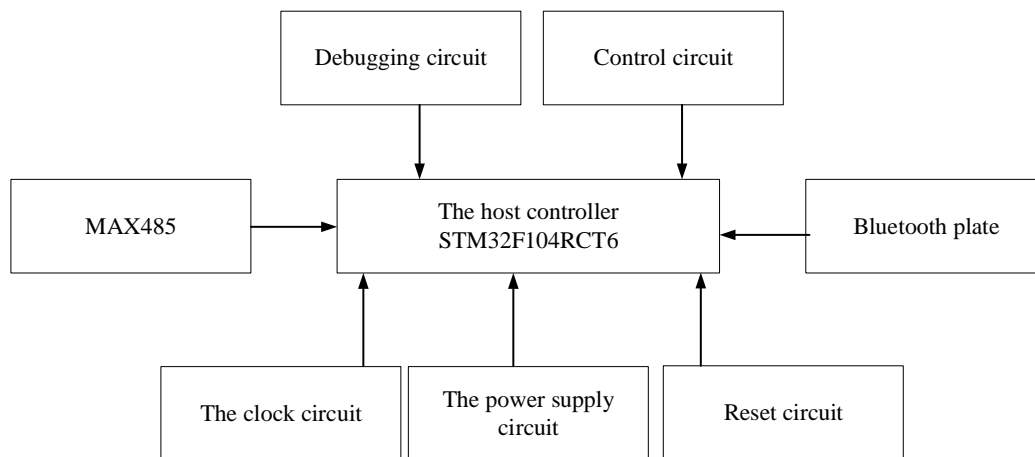 Debugging circuit
Control circuit
MAX485
The host controller
STM32F104RCT6
Bluetooth plate
The clock circuit
The power supply
circuit
Reset circuit